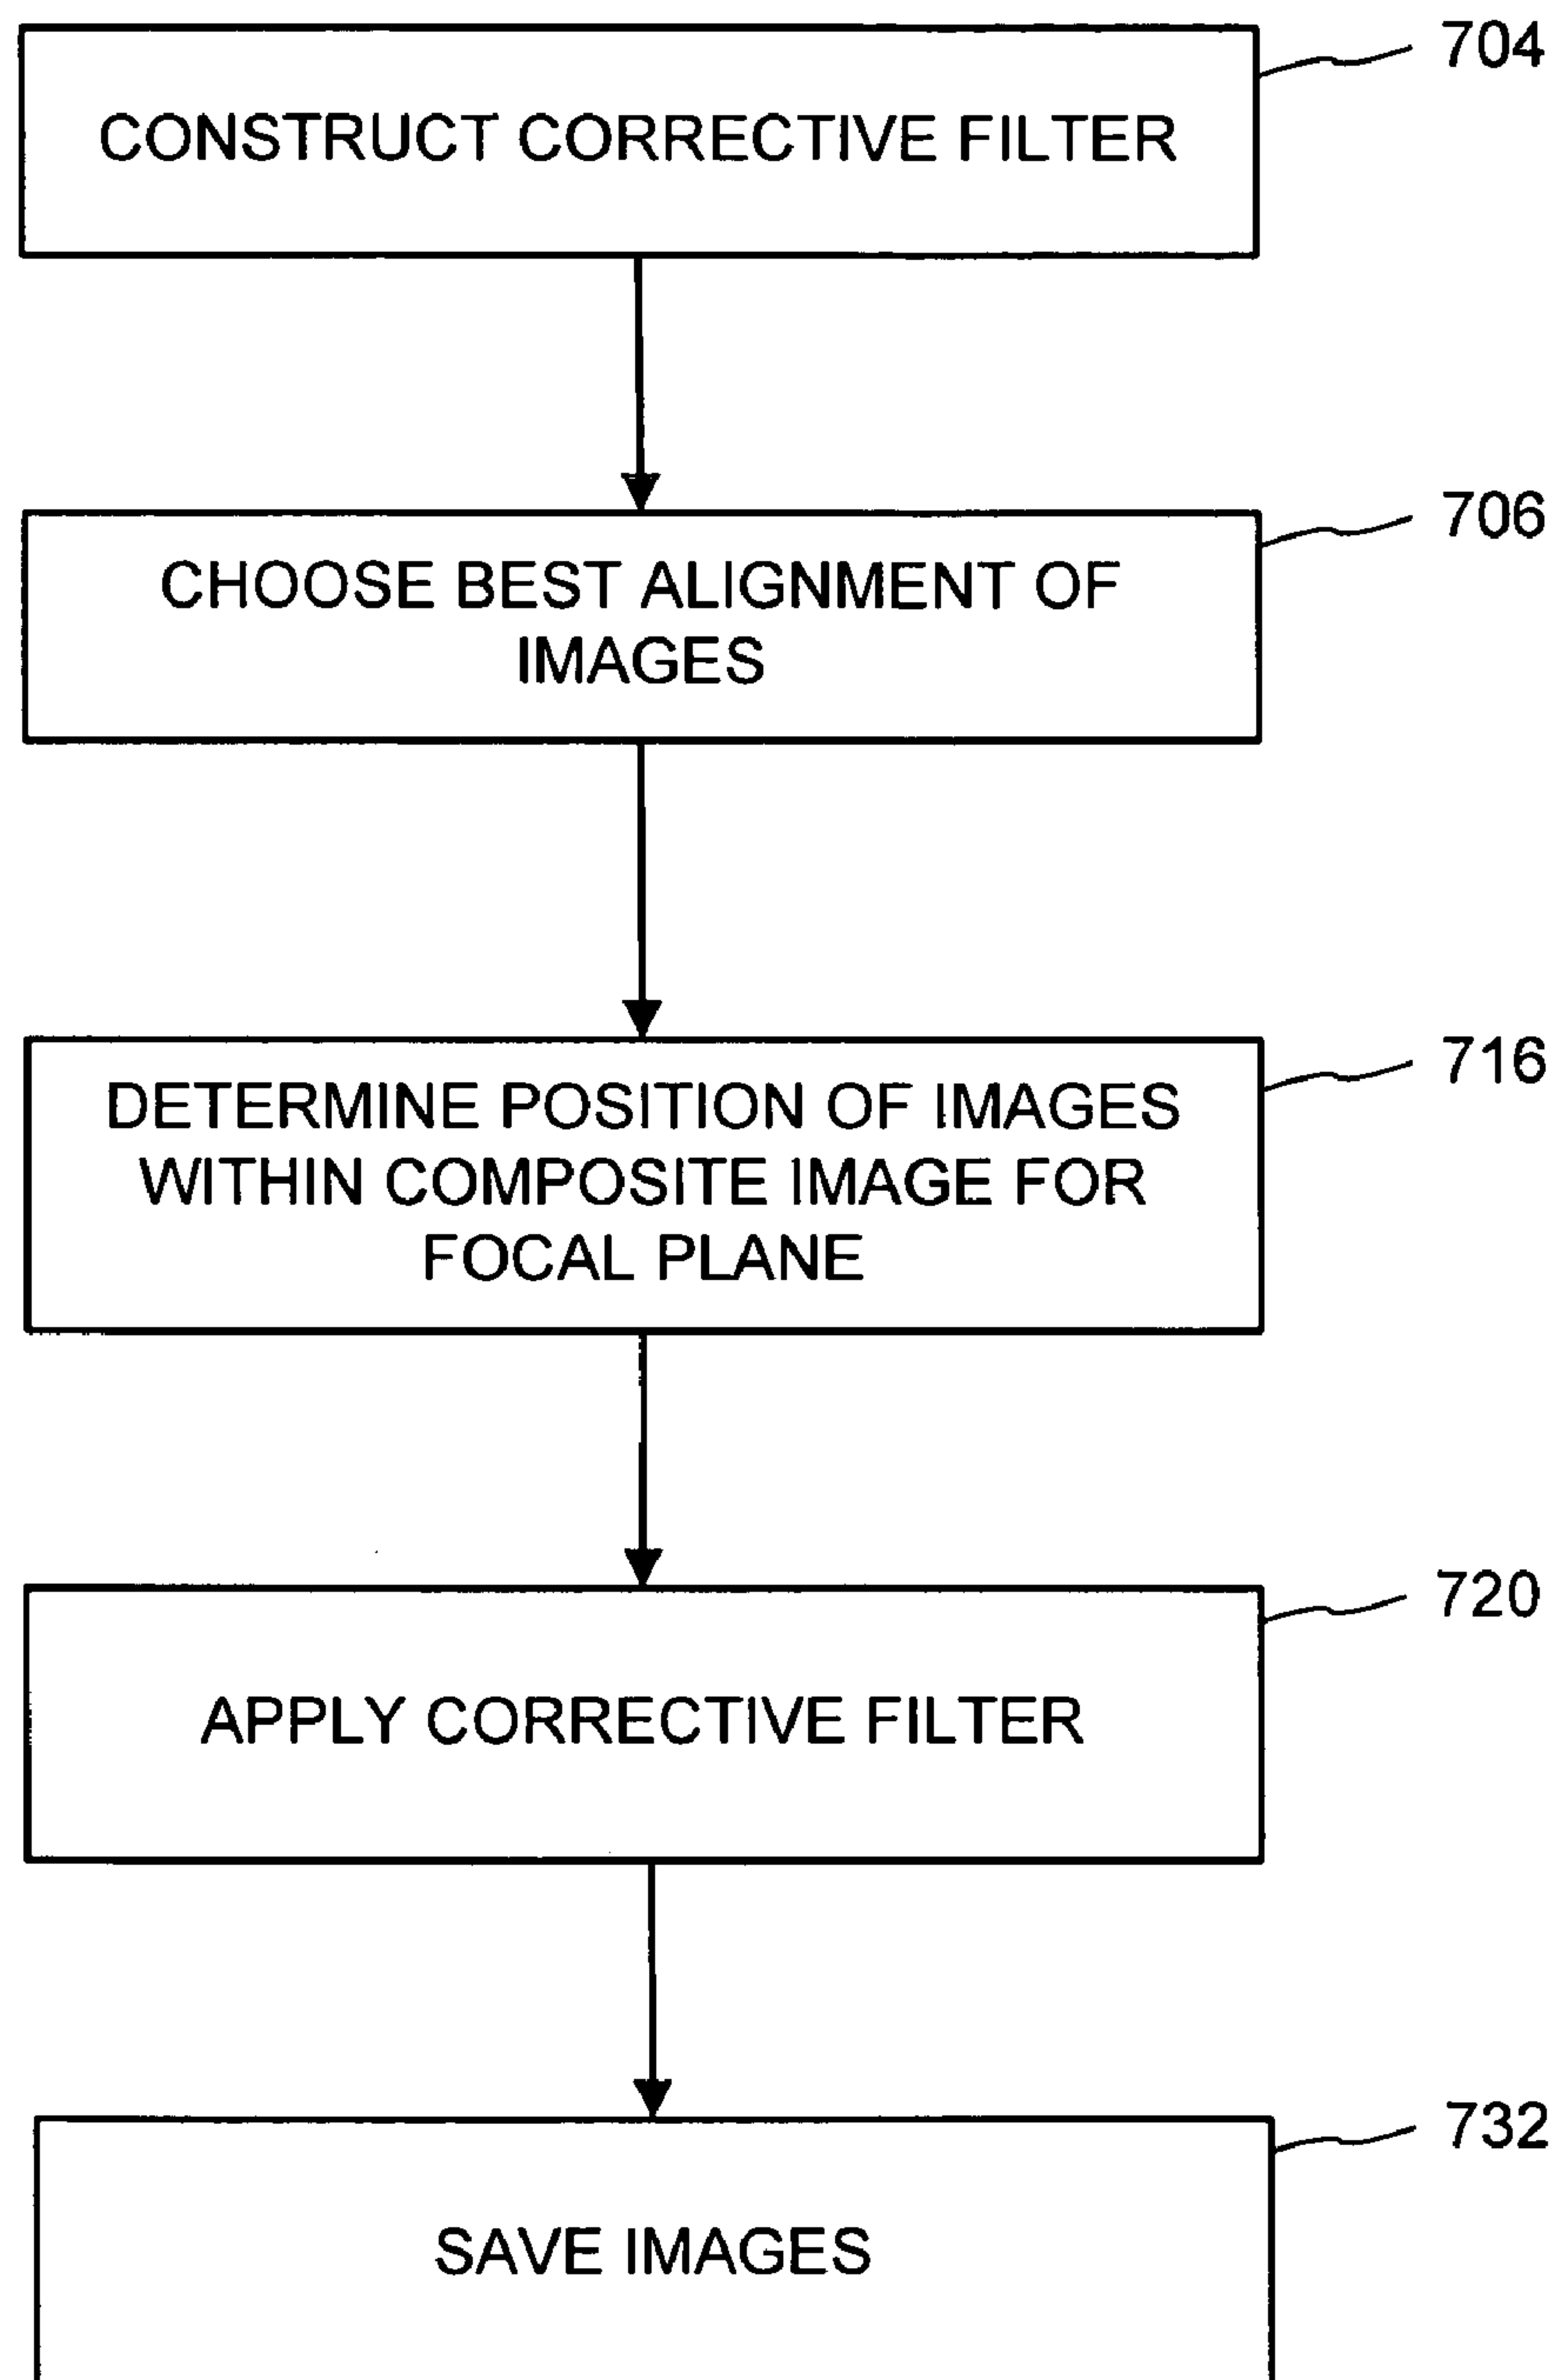 704
CONSTRUCT CORRECTIVE FILTER
706
CHOOSE BEST ALIGNMENT OF
IMAGES
716
DETERMINE POSITION OF IMAGES
WITHIN COMPOSITE IMAGE FOR
FOCAL PLANE
720
APPLY CORRECTIVE FILTER
732
SAVE IMAGES